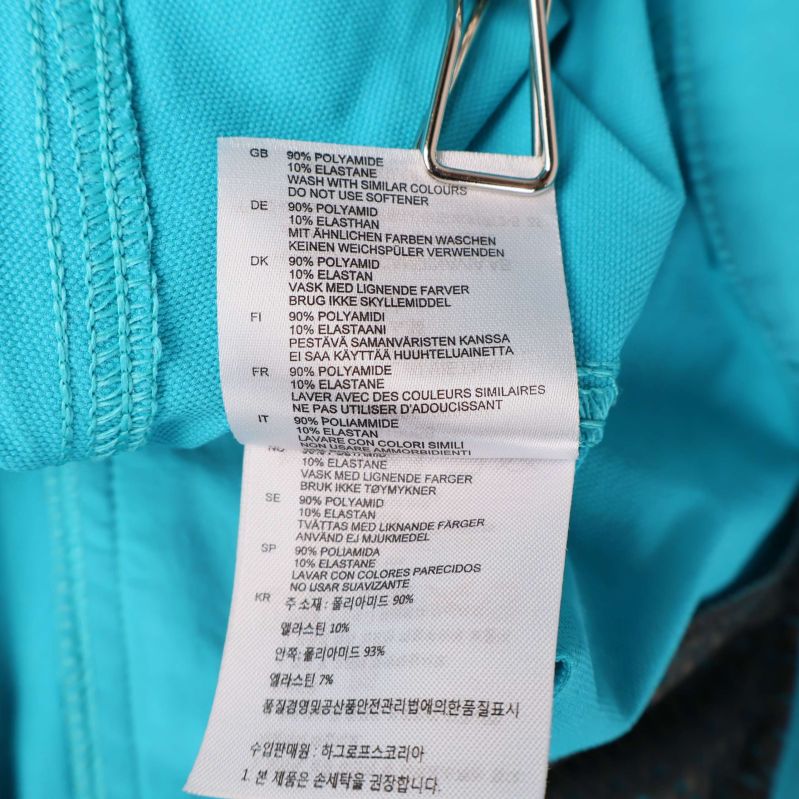 GB 90% POLYAMIDE
10% ELASTANE
WASH WITH SIMILAR COLOURS
DO NOT USE SOFTENER
DE 90% POLYAMID
10% ELASTHAN
MIT ÄHNLICHEN FARBEN WASCHEN
KEINEN WEICHSPÜLER VERWENDEN
DK 90% POLYAMID
10% ELASTAN
VASK MED LIGNENDE FARVER
BRUG IKKE SKYLLEMIDDEL
FI 90% POLYAMIDI
10% ELASTAANI
PESTÄVÄ SAMANVÄRISTEN KANSSA
EI SAA KÄYTTÄÄ HUUHTELUAINETTA
FR 90% POLYAMIDE
10% ELASTANE
LAVER AVEC DES COULEURS SIMILAIRES
NE PAS UTILISER D'ADOUCISSANT
IT 90% POLIAMMIDE
10% ELASTAN
LAVARE CON COLORI SIMILI
NON USARE AMMORBIDENTI
10% ELASTANE
VASK MED LIGNENDE FARGER
BRUK IKKE TØYMYKNER
SE 90% POLYAMID
10% ELASTAN
TVÄTTAS MED LIKNANDE FÄRGER
ANVÄND EJ MJUKMEDEL
SP 90% POLIAMIDA
10% ELASTANE
LAVAR CON COLORES PARECIDOS
NO USAR SUAVIZANTE
KR 주 소재 : 폴리아미드 90%
엘라스틴 10%
안쪽: 폴리아미드 93%
엘라스틴 7%
품질경영및공산품안전관리법에의한품질표시
수입판매원 : 하그로프스코리아
1. 본 제품은 손세탁을 권장합니다.